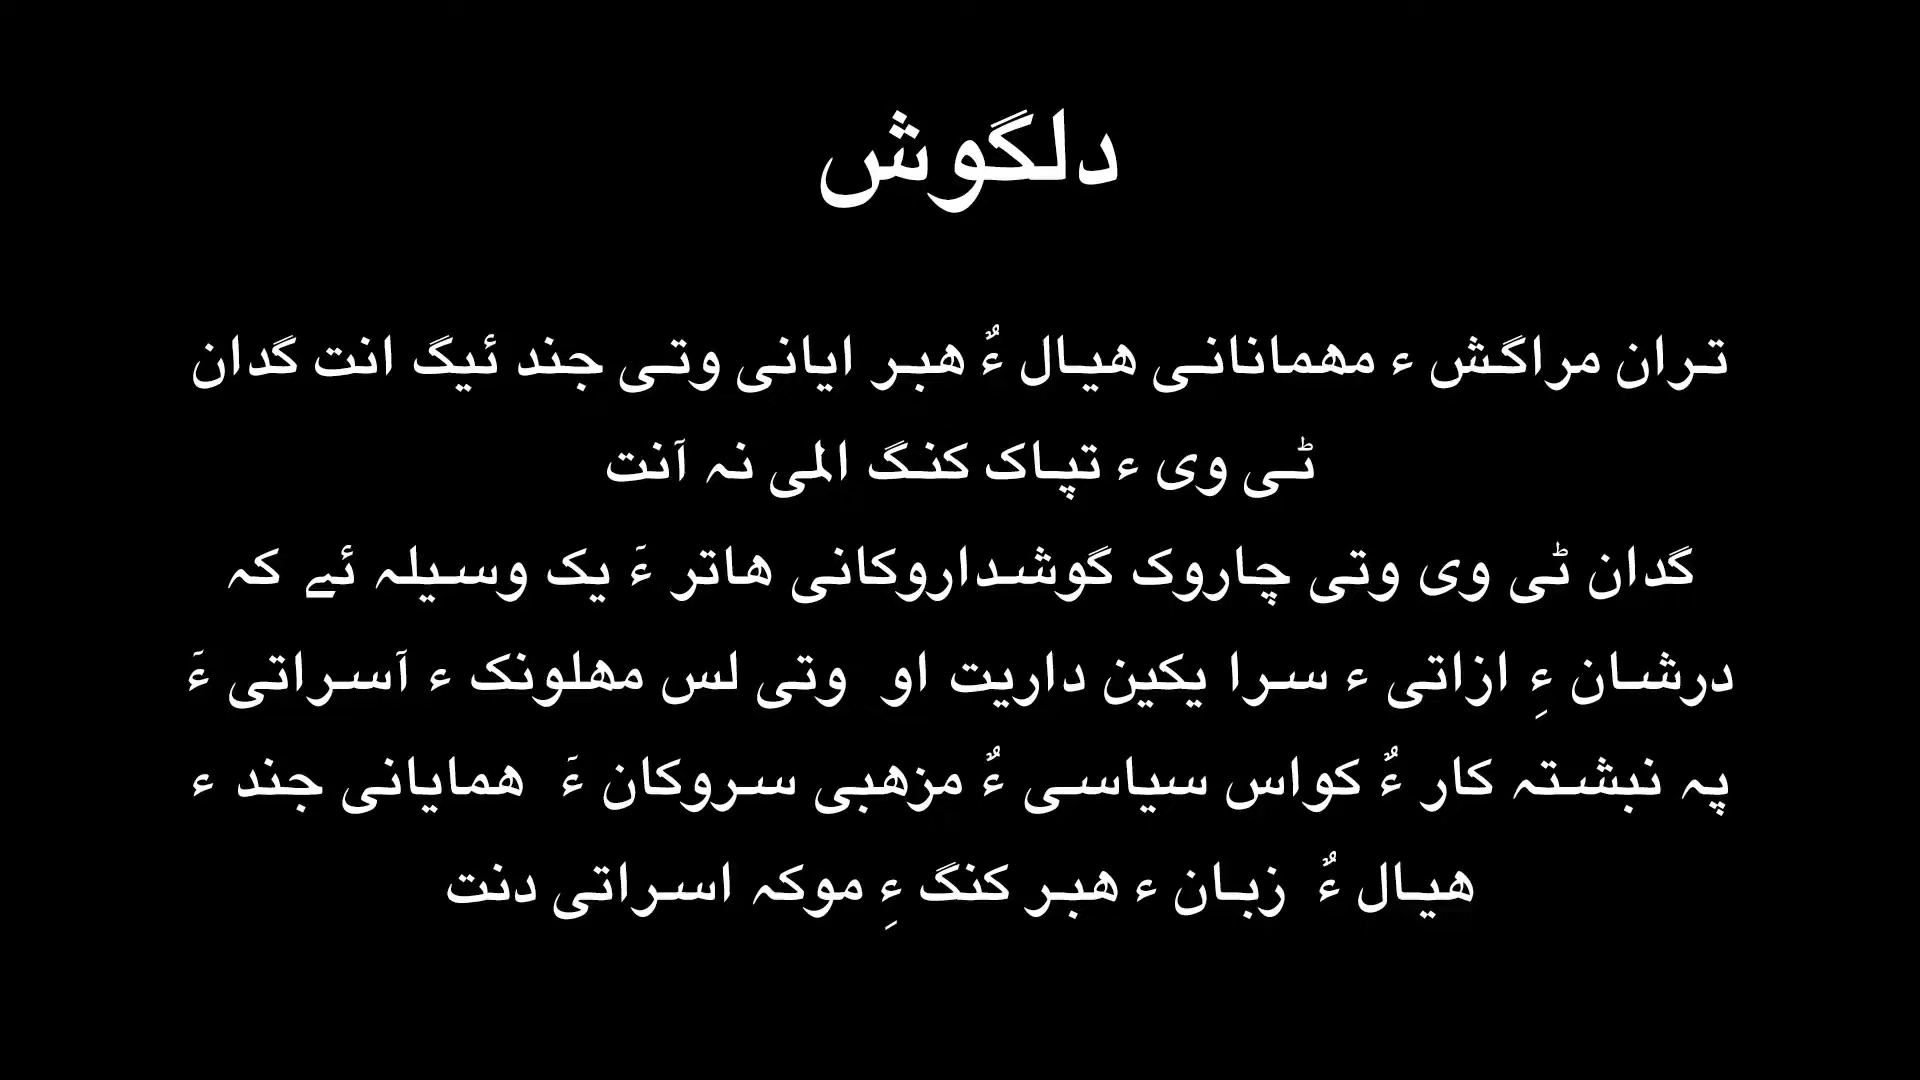 دلگوش
تران مراگش ء مھمانانی ھیال ءُ ھبر ایانی وتی جند ئیگ انت گدان
ٹی وی ء تپاک کنگ المی نہ آنت
گدان ٹی وی وتی چاروک گوشداروکانی ھاتر ءَ یک وسیلہ ئے کہ
درشان ءِ ازاتی ء سرا یکین داریت او وتی لس مھلونک ء آسراتی ءَ
پہ نبشتہ کار ءُ کواس سیاسی ءُ مزھبی سروکان ءَ ھمایانی جند ء
ھیال ءُ زبان ء ھبر کنگ ءِ موکہ اسراتی دنت